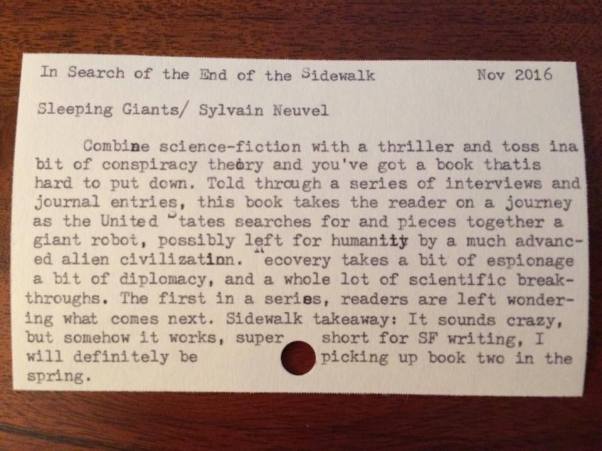 In Search of the End of the Sidewalk Nov 2016
Sleeping Giants/ Sylvain Neuvel
Combine science-fiction with a thriller and toss ina
bit of conspiracy theory and you've got a book thatis
hard to put down. Told through a series of interviews and
journal entries, this book takes the reader on a journey
as the United States searches for and pieces together a
giant robot, possibly left for humanity by a much advanc-
ed alien civilization. Recovery takes a bit of espionage
a bit of diplomacy, and a whole lot of scientific break-
throughs. The first in a series, readers are left wonder-
ing what comes next. Sidewalk takeaway: It sounds crazy,
but somehow it works, super short for SF writing, I
will definitely be picking up book two in the
spring.